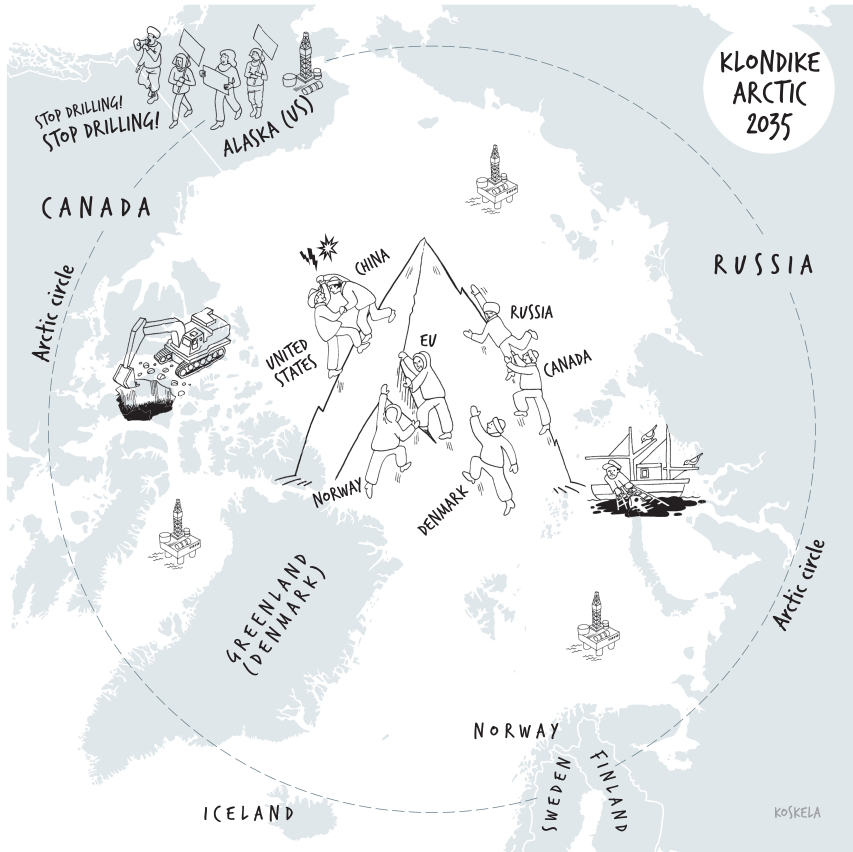 KLONDIKE
ARCTIC
2035
STOP DRILLING!
STOP DRILLING!
ALASKA (US)
CANADA
RUSSIA
Arctic circle
CHINA
UNITED
STATES
RUSSIA
EU
CANADA
NORWAY
DENMARK
GREENLAND
(DENMARK)
Arctic circle
NORWAY
SWEDEN
FINLAND
ICELAND
KOSKELA